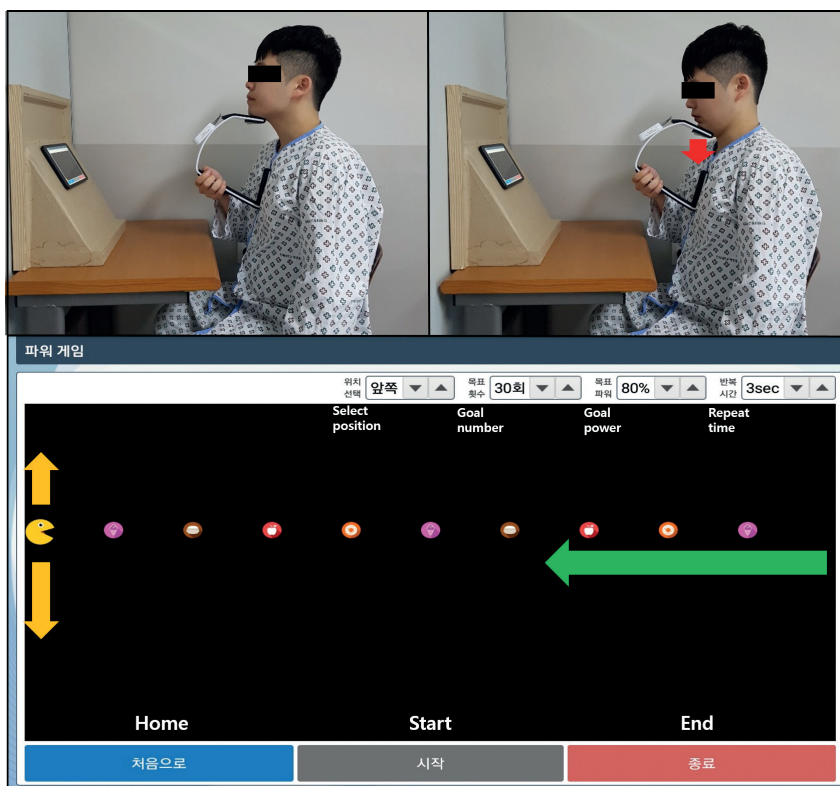 파워 게임
위치 선택 앞쪽 목표 횟수 30회 목표 파워 80% 반복 시간 3sec
Select position Goal number Goal power Repeat time
Home Start End
처음으로 시작 종료